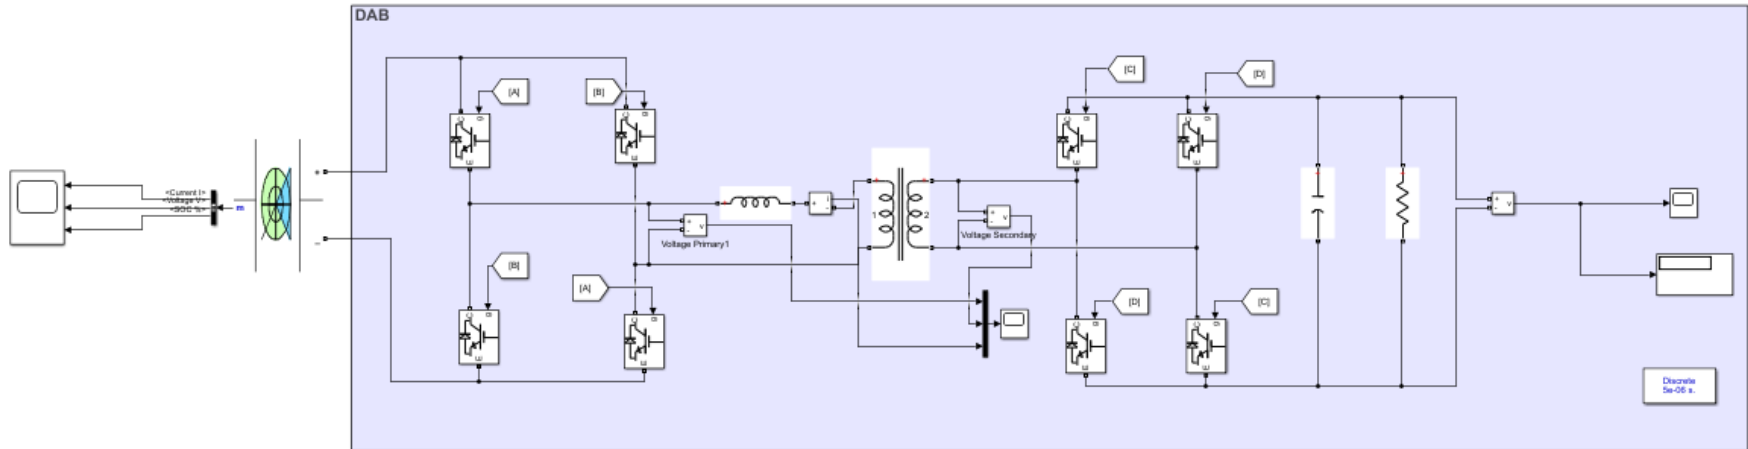 DAB
[A]
[B]
[C]
[D]
<Current I>
<Voltage V>
<SOC %>
m
+
_
1
2
+
-
v
Voltage Primary1
+
-
v
Voltage Secondary
[B]
[A]
[D]
[C]
+
-
v
Discrete
5e-06 s.